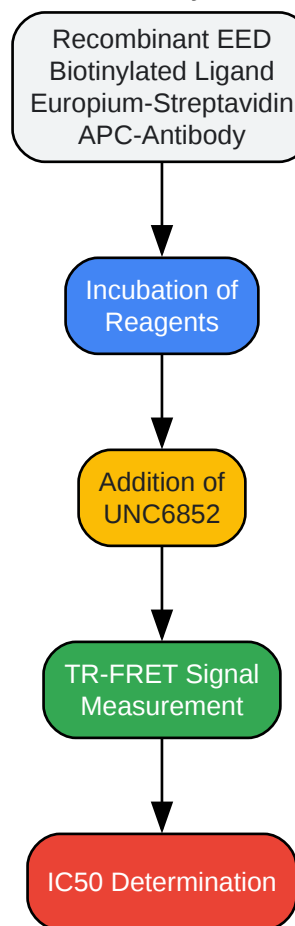 Recombinant EED
Biotinylated Ligand
Europium-Streptavidin
APC-Antibody
Incubation of
Reagents
Addition of
UNC6852
TR-FRET Signal
Measurement
IC50 Determination